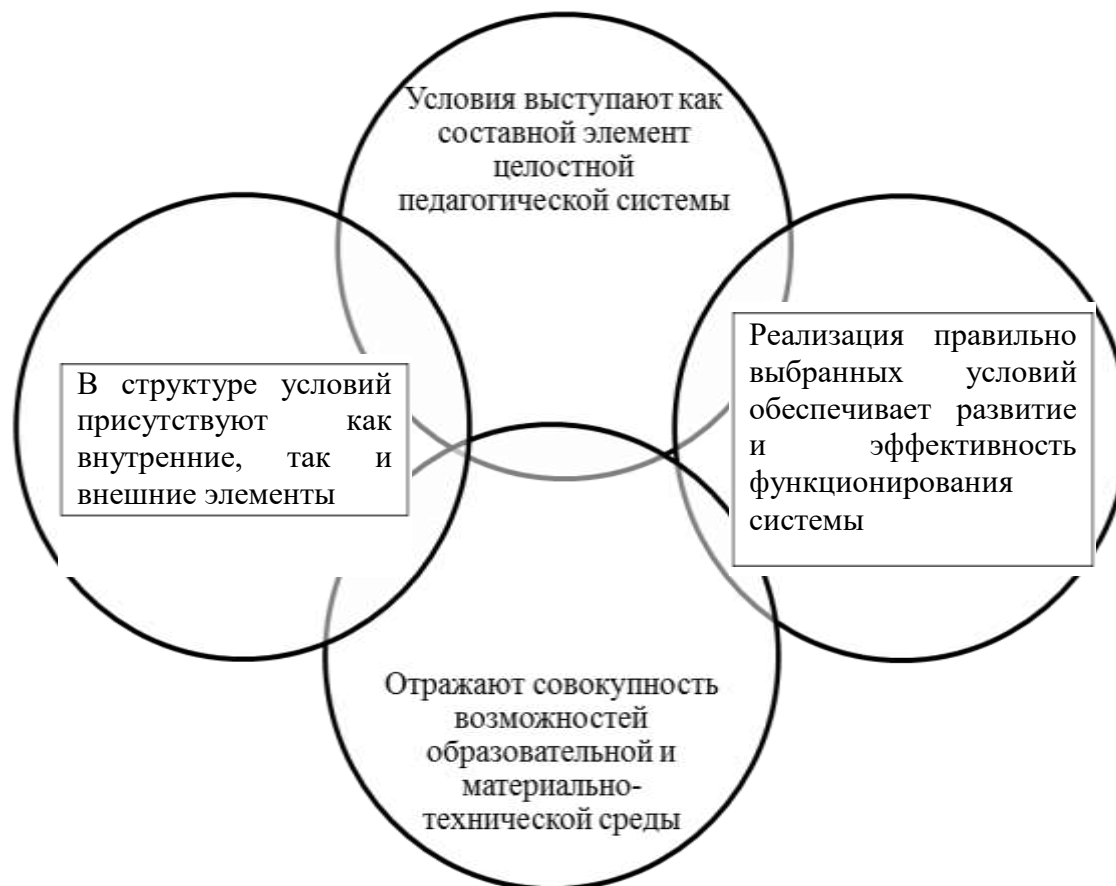 Условия выступают как
составной элемент
целостной
педагогической системы
В структуре условий
присутствуют как
внутренние, так и
внешние элементы
Реализация правильно
выбранных условий
обеспечивает развитие
и эффективность
функционирования
системы
Отражают совокупность
возможностей
образовательной и
материально-
технической среды